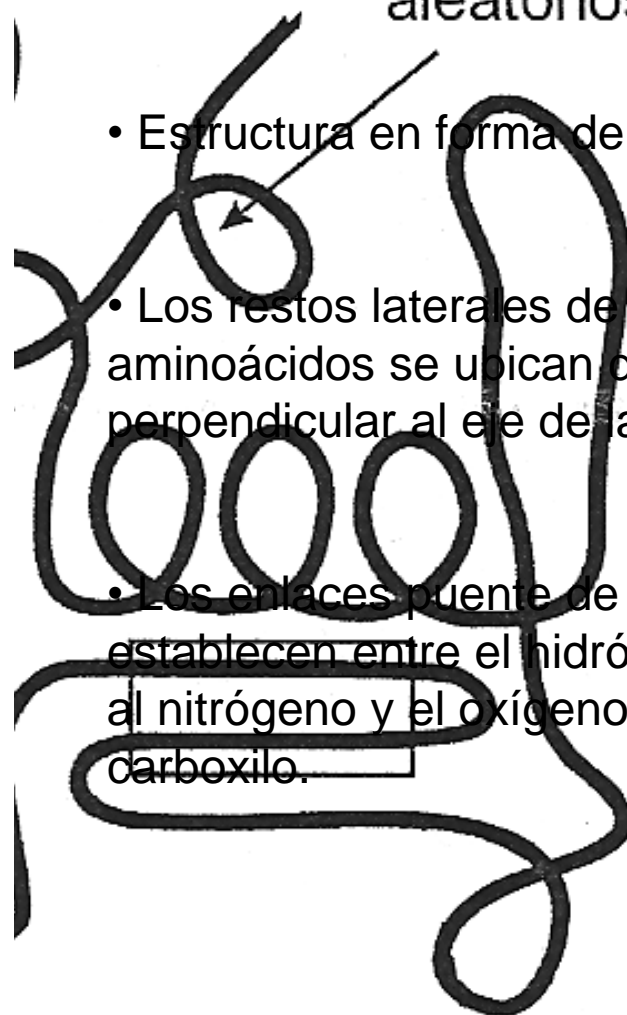 aleatorios
• Estructura en forma de
• Los restos laterales de
aminoácidos se ubican
perpendicular al eje de la
• Los enlaces puente de
establecen entre el
al nitrógeno y el oxígeno
carboxilo.